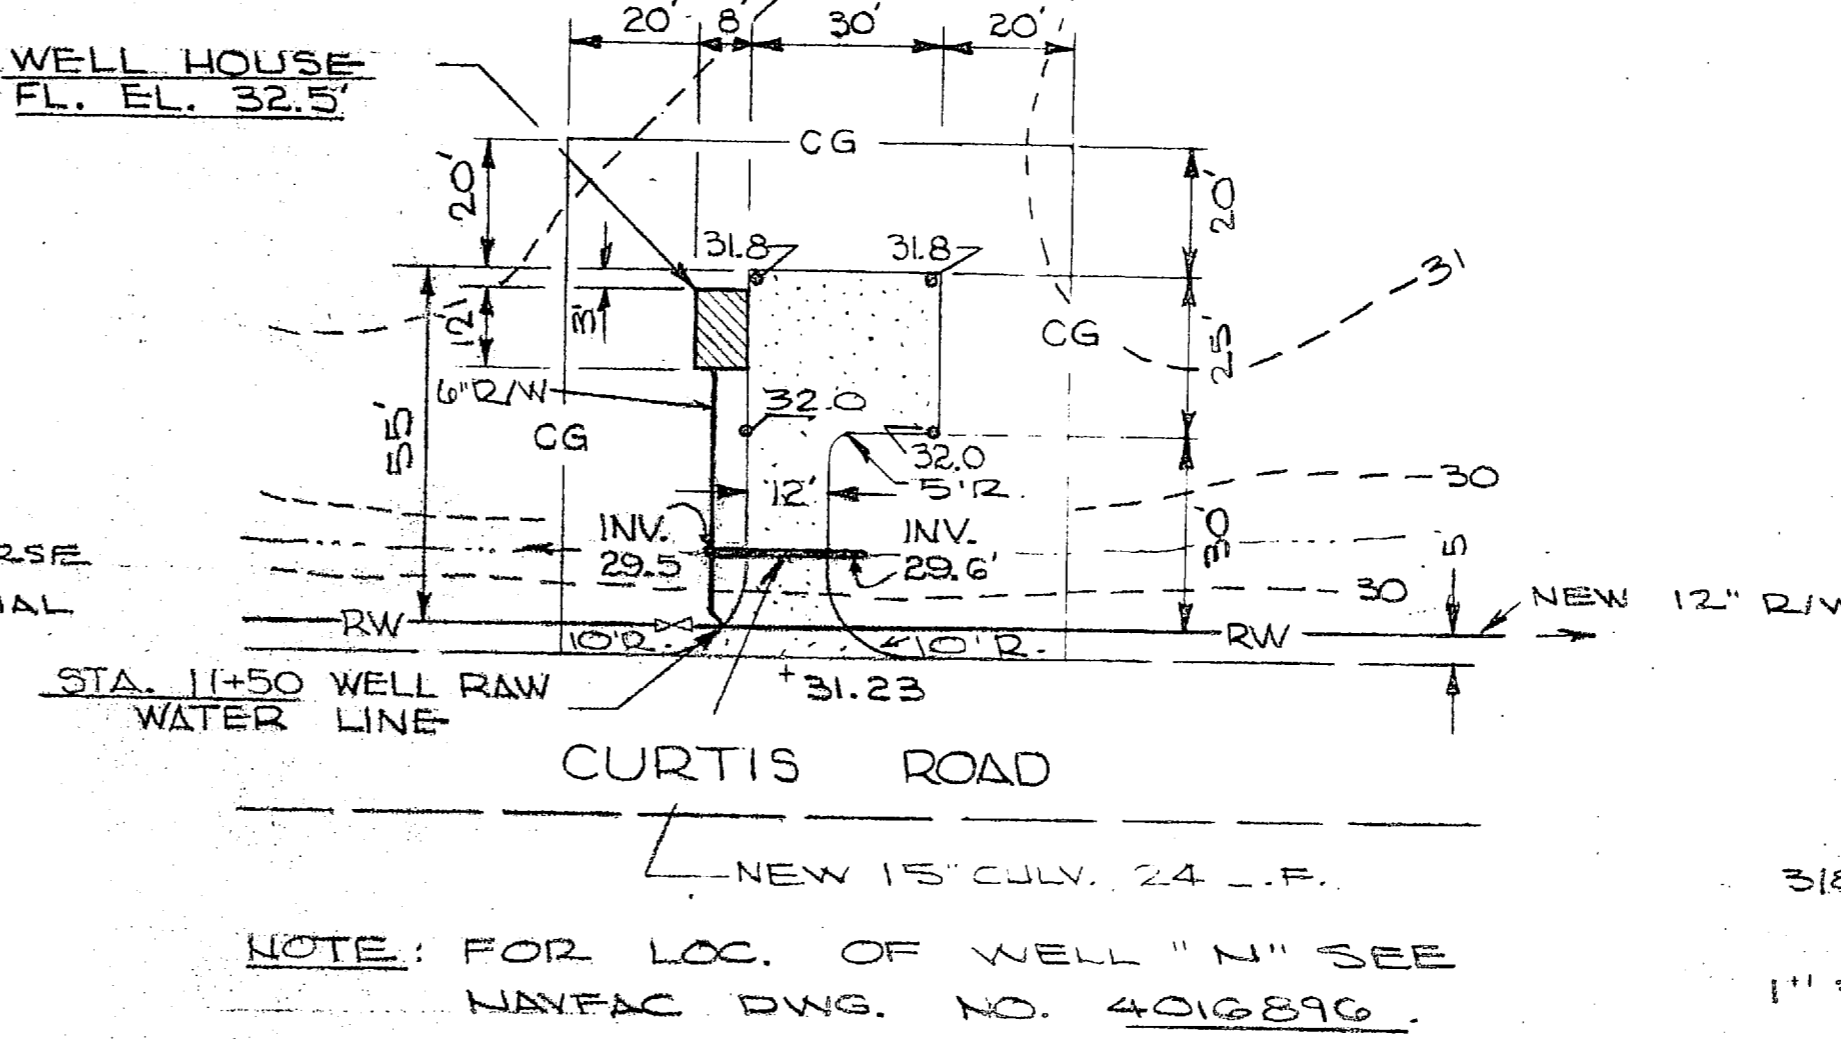 20' 8' 30' 20'
WELL HOUSE
FL. EL. 32.5'
CG
20'
20'
31.8
31.8
31
12'
3'
CG
25'
6" R/W
32.0
55'
CG
32.0
5'R.
12'
30
INV.
29.5
INV.
29.6'
30'
5
30
NEW 12" R/W
RW
10'R.
10'R.
RW
STA. 11+50 WELL RAW
WATER LINE
+31.23
CURTIS ROAD
NEW 15" CULV. 24 L.F.
NOTE: FOR LOC. OF WELL "N" SEE
NAVFAC DWG. NO. 4016896.